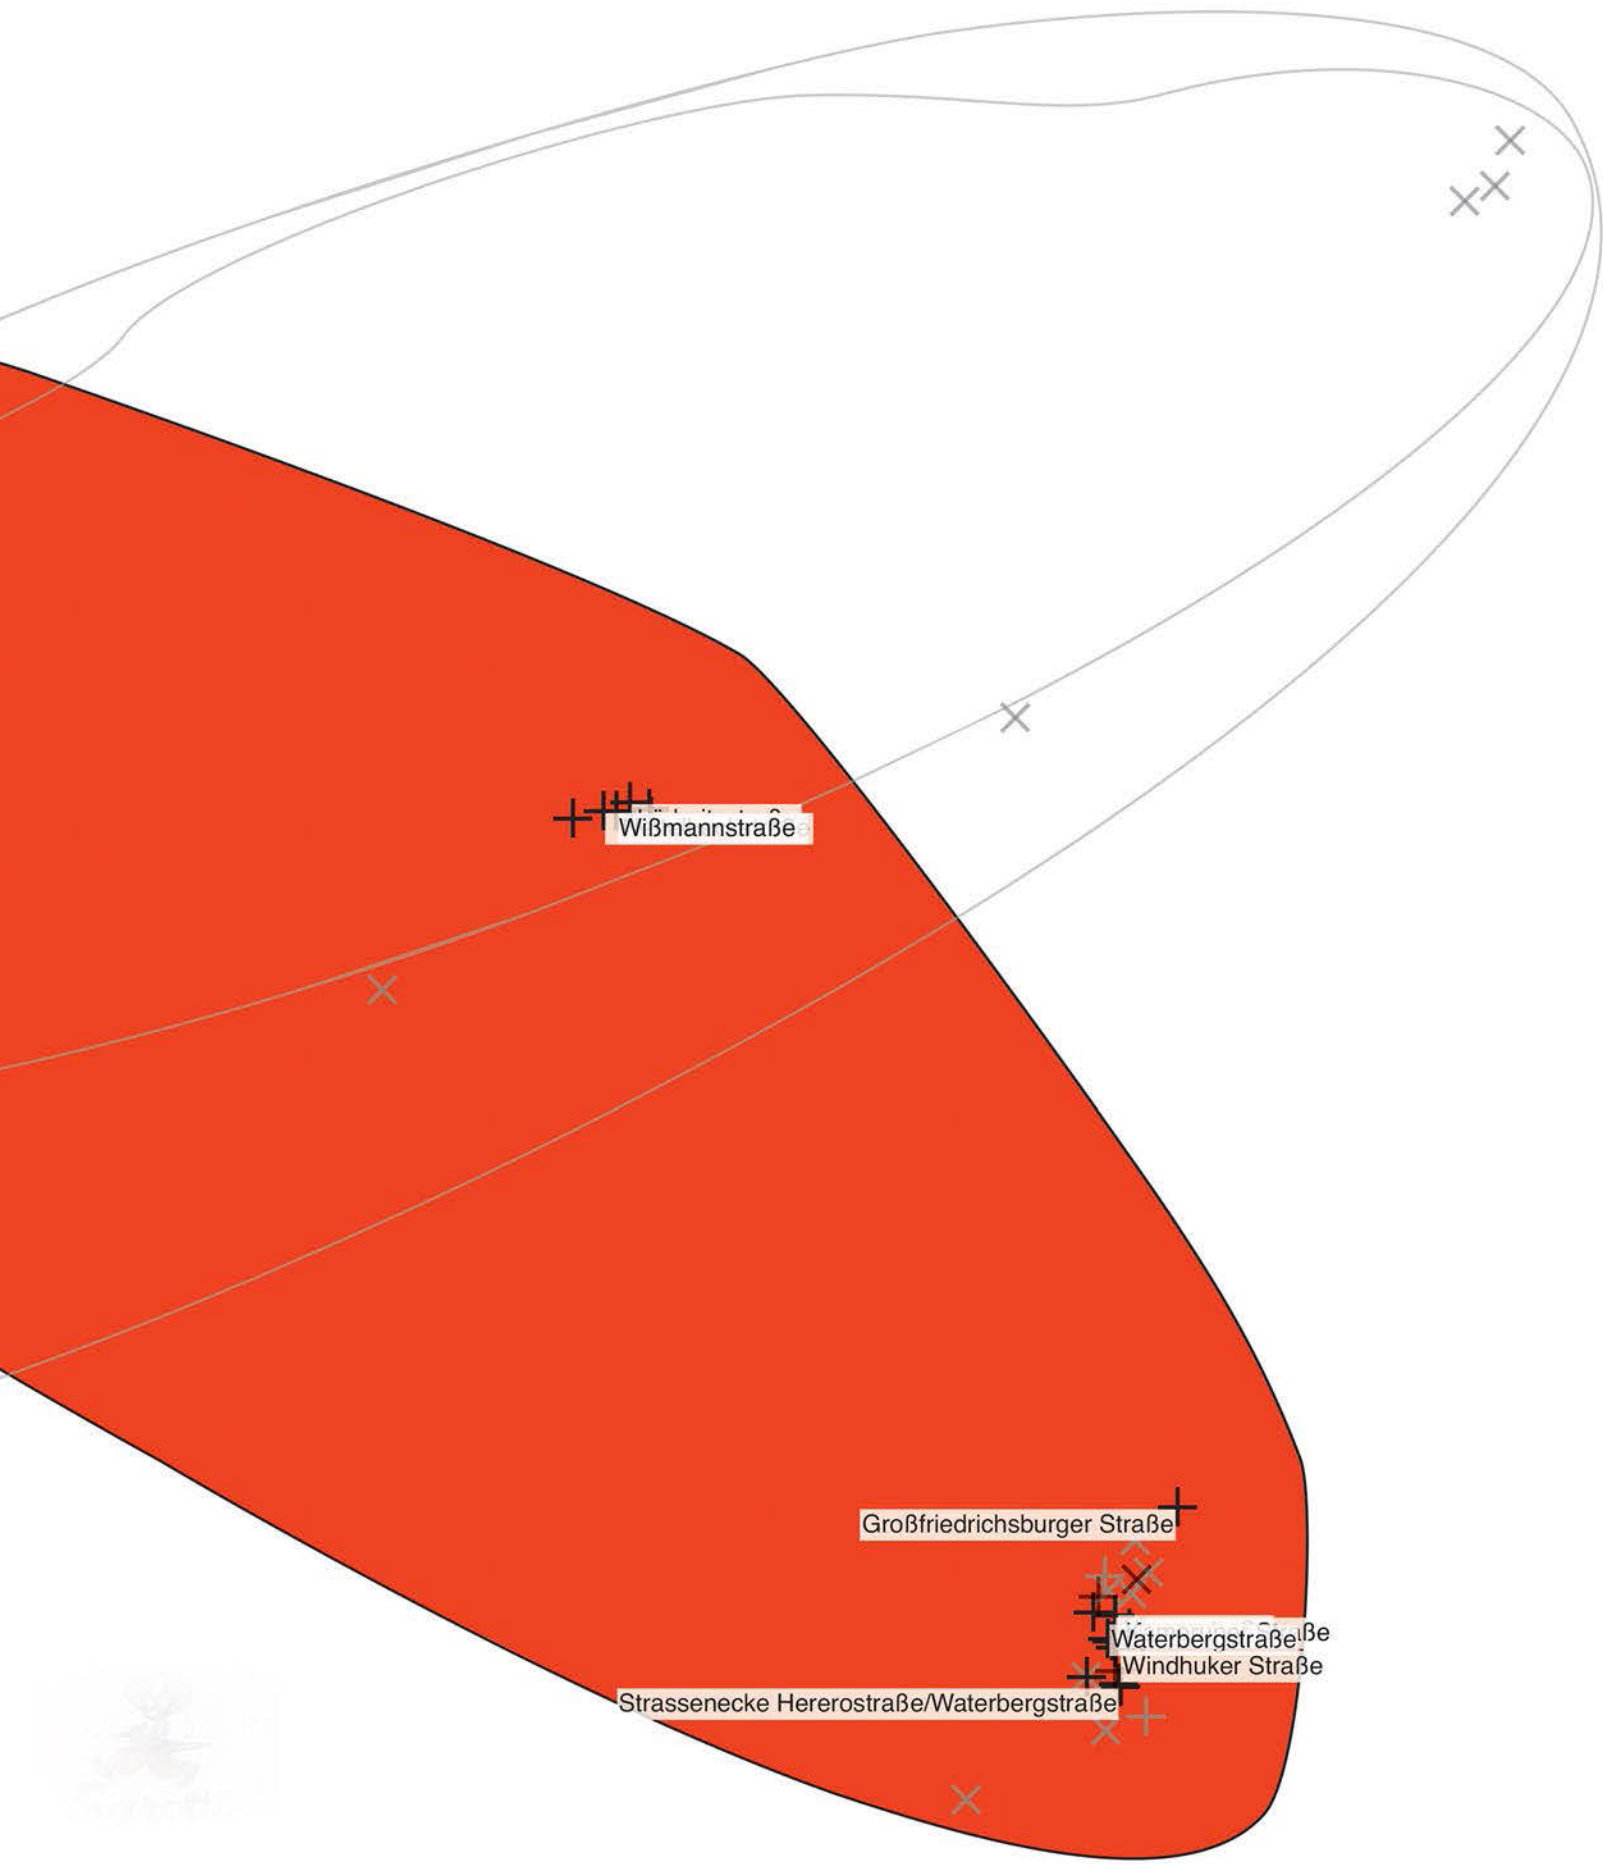 Wißmannstraße
Großfriedrichsburger Straße
Waterbergstraße
Windhuker Straße
Strassenecke Hererostraße/Waterbergstraße